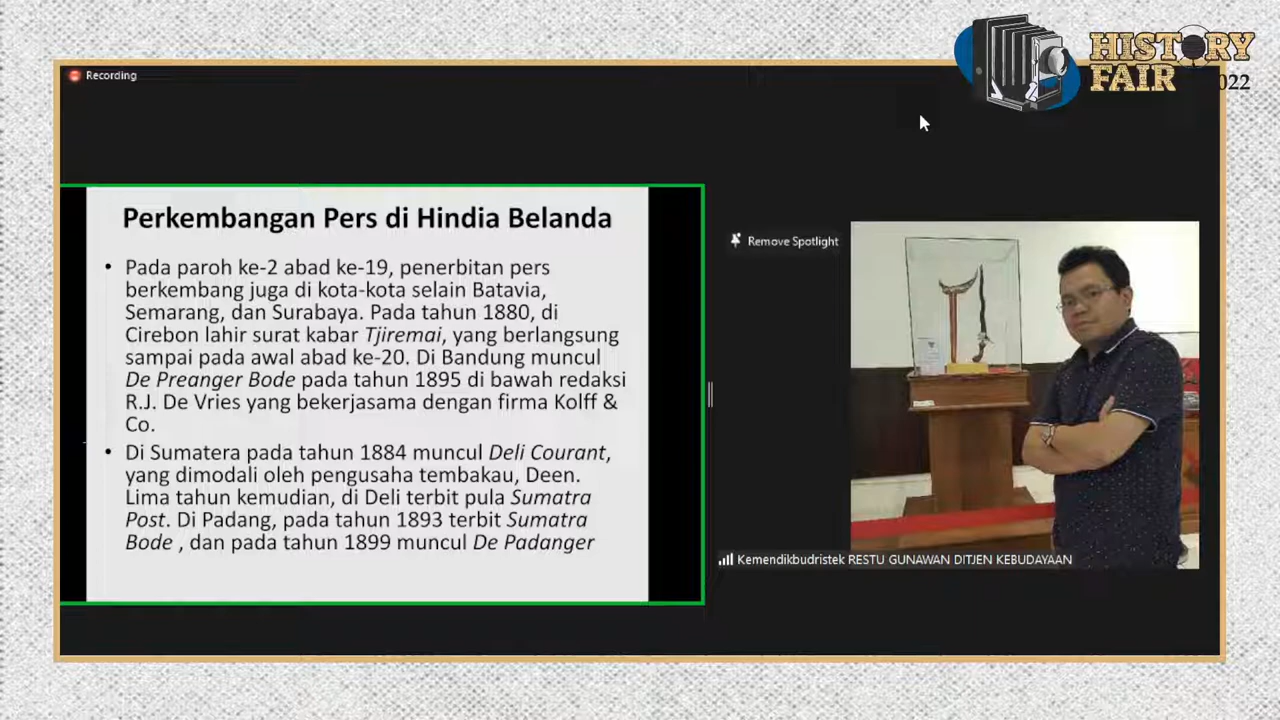 HISTORY
FAIR 2022
Recording
Perkembangan Pers di Hindia Belanda
• Pada paroh ke-2 abad ke-19, penerbitan pers
berkembang juga di kota-kota selain Batavia,
Semarang, dan Surabaya. Pada tahun 1880, di
Cirebon lahir surat kabar Tjiremai, yang berlangsung
sampai pada awal abad ke-20. Di Bandung muncul
De Preanger Bode pada tahun 1895 di bawah redaksi
R.J. De Vries yang bekerjasama dengan firma Kolff &
Co.
• Di Sumatera pada tahun 1884 muncul Deli Courant,
yang dimodali oleh pengusaha tembakau, Deen.
Lima tahun kemudian, di Deli terbit pula Sumatra
Post. Di Padang, pada tahun 1893 terbit Sumatra
Bode , dan pada tahun 1899 muncul De Padanger
Remove Spotlight
Kemendikbudristek RESTU GUNAWAN DITJEN KEBUDAYAAN